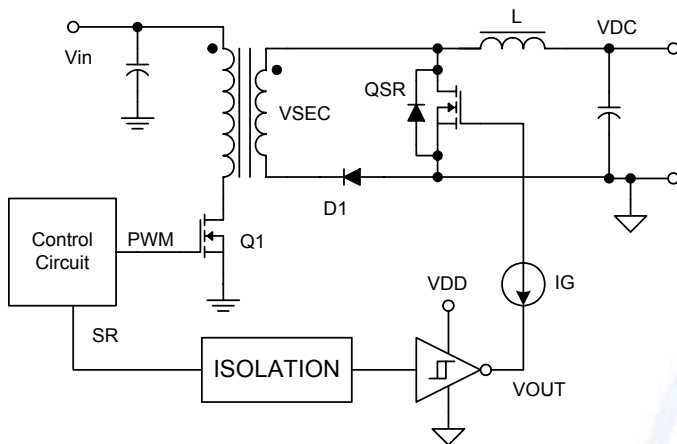 L
VDC
Vin
QSR
VSEC
D1
Control
Circuit
PWM
Q1
VDD
IG
SR
ISOLATION
VOUT